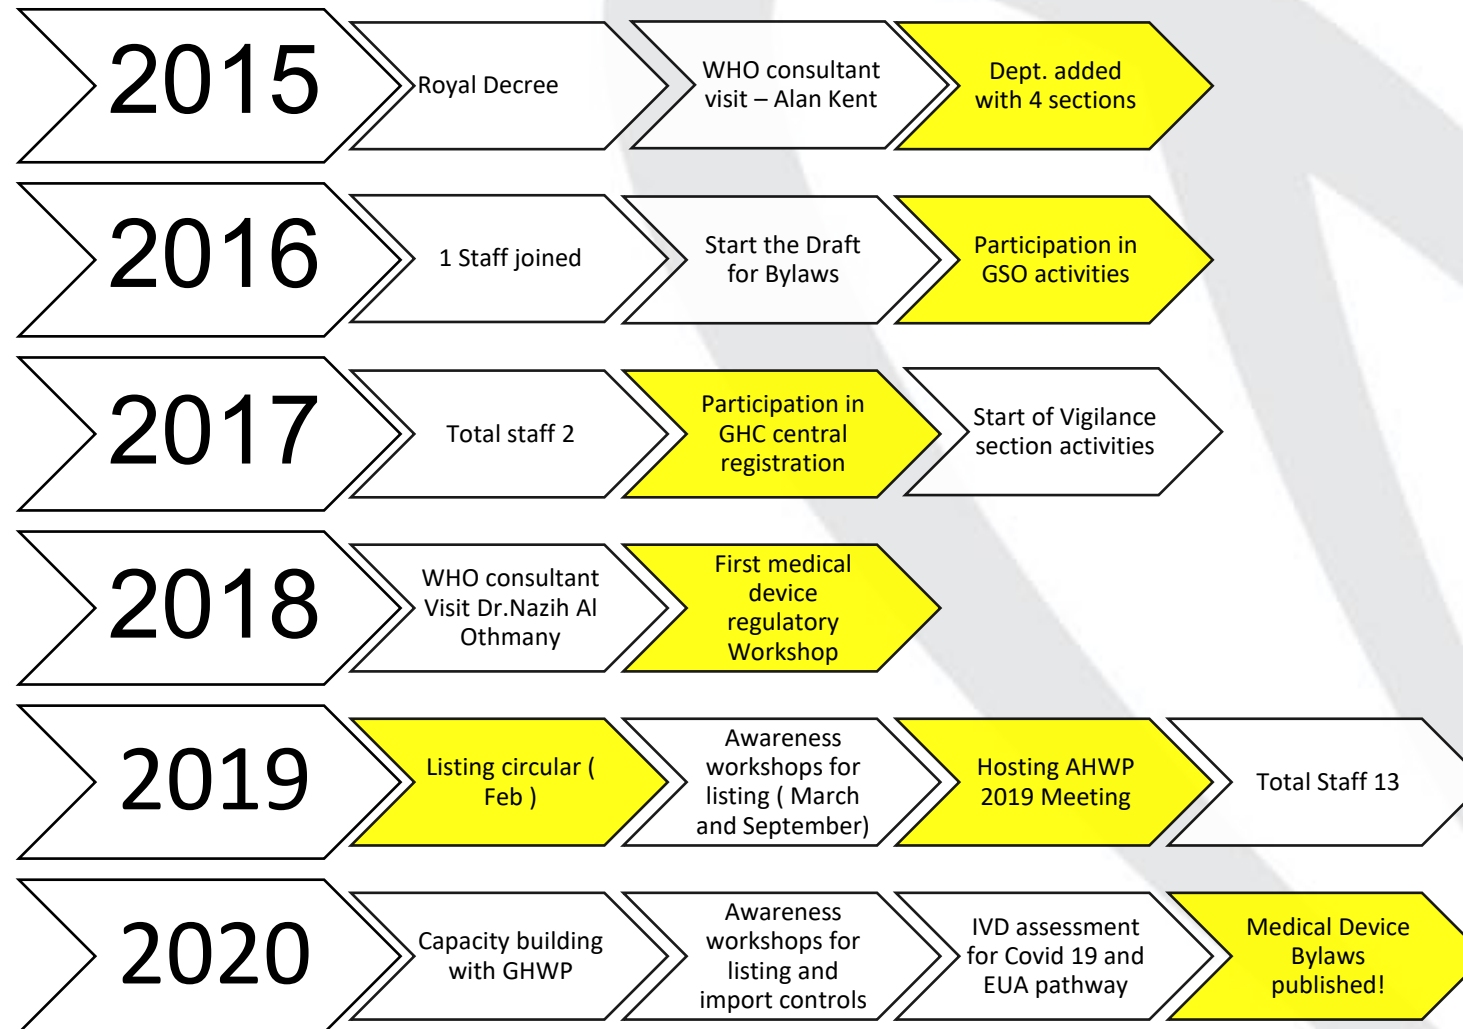 2015
Royal Decree
WHO consultant
visit – Alan Kent
Dept. added
with 4 sections
2016
1 Staff joined
Start the Draft
for Bylaws
Participation in
GSO activities
2017
Total staff 2
Participation in
GHC central
registration
Start of Vigilance
section activities
2018
WHO consultant
Visit Dr.Nazih Al
Othmany
First medical
device
regulatory
Workshop
2019
Listing circular (
Feb )
Awareness
workshops for
listing ( March
and September)
Hosting AHWP
2019 Meeting
Total Staff 13
2020
Capacity building
with GHWP
Awareness
workshops for
listing and
import controls
IVD assessment
for Covid 19 and
EUA pathway
Medical Device
Bylaws
published!